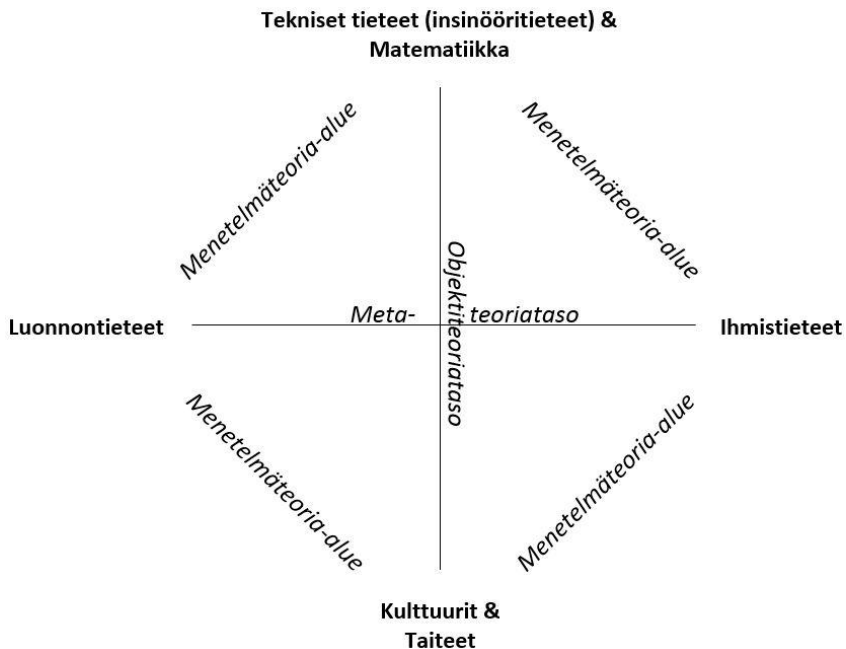 Tekniset tieteet (insinööritieteet) &
Matematiikka
Menetelmäteoria-alue
Menetelmäteoria-alue
Objektiteoriataso
Meta- teoriataso
Luonnontieteet
Ihmistieteet
Menetelmäteoria-alue
Menetelmäteoria-alue
Kulttuurit &
Taiteet